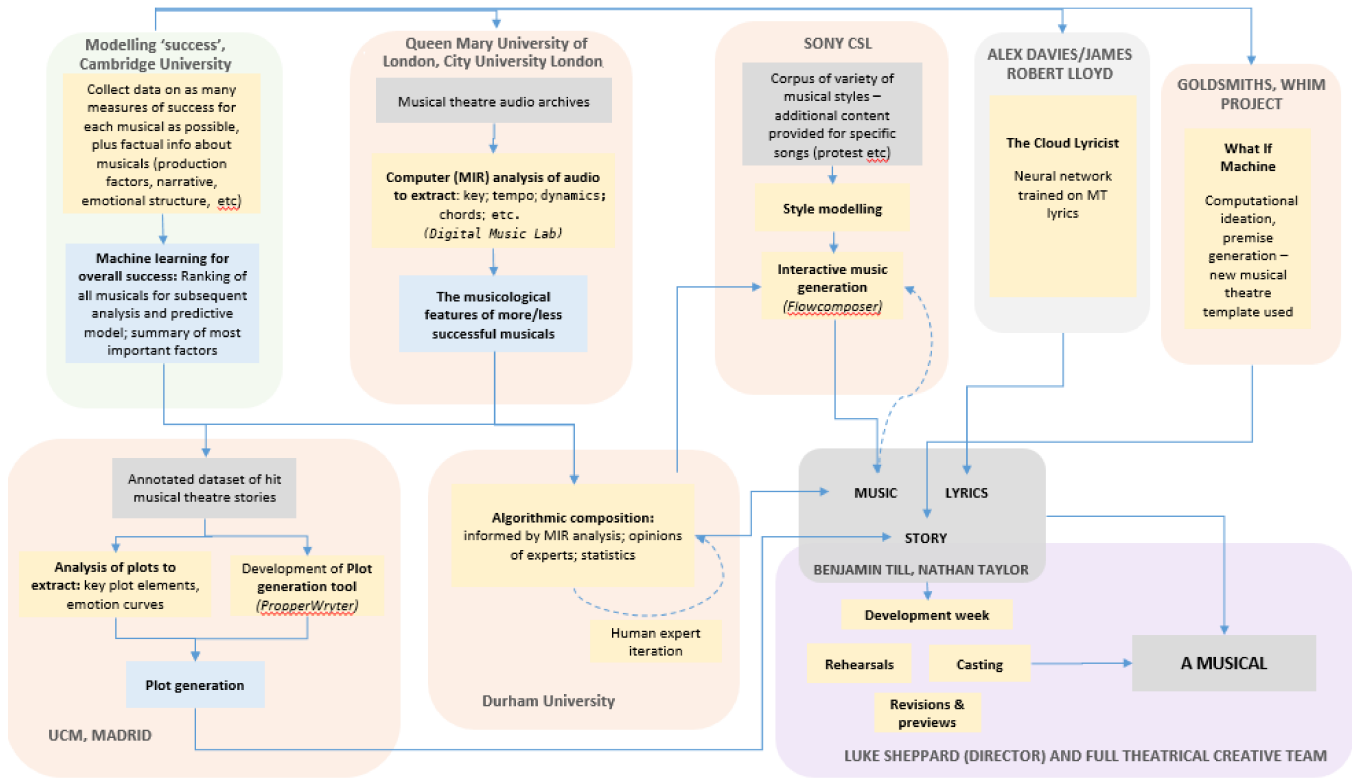 Modelling ‘success’,
Cambridge University
Collect data on as many
measures of success for
each musical as possible,
plus factual info about
musicals (production
factors, narrative,
emotional structure, etc)
Machine learning for
overall success: Ranking of
all musicals for subsequent
analysis and predictive
model; summary of most
important factors
Queen Mary University of
London, City University London
Musical theatre audio archives
Computer (MIR) analysis of audio
to extract: key; tempo; dynamics;
chords; etc.
(Digital Music Lab)
The musicological
features of more/less
successful musicals
SONY CSL
Corpus of variety of
musical styles –
additional content
provided for specific
songs (protest etc)
Style modelling
Interactive music
generation
(Flowcomposer)
ALEX DAVIES/JAMES
ROBERT LLOYD
The Cloud Lyricist
Neural network
trained on MT
lyrics
GOLDSMITHS, WHIM
PROJECT
What If
Machine
Computational
ideation,
premise
generation –
new musical
theatre
template used
Annotated dataset of hit
musical theatre stories
Analysis of plots to
extract: key plot elements,
emotion curves
Development of Plot
generation tool
(PropperWryter)
Plot generation
UCM, MADRID
Algorithmic composition:
informed by MIR analysis; opinions
of experts; statistics
Human expert
iteration
Durham University
MUSIC
LYRICS
STORY
BENJAMIN TILL, NATHAN TAYLOR
Development week
Rehearsals
Casting
Revisions &
previews
A MUSICAL
LUKE SHEPPARD (DIRECTOR) AND FULL THEATRICAL CREATIVE TEAM